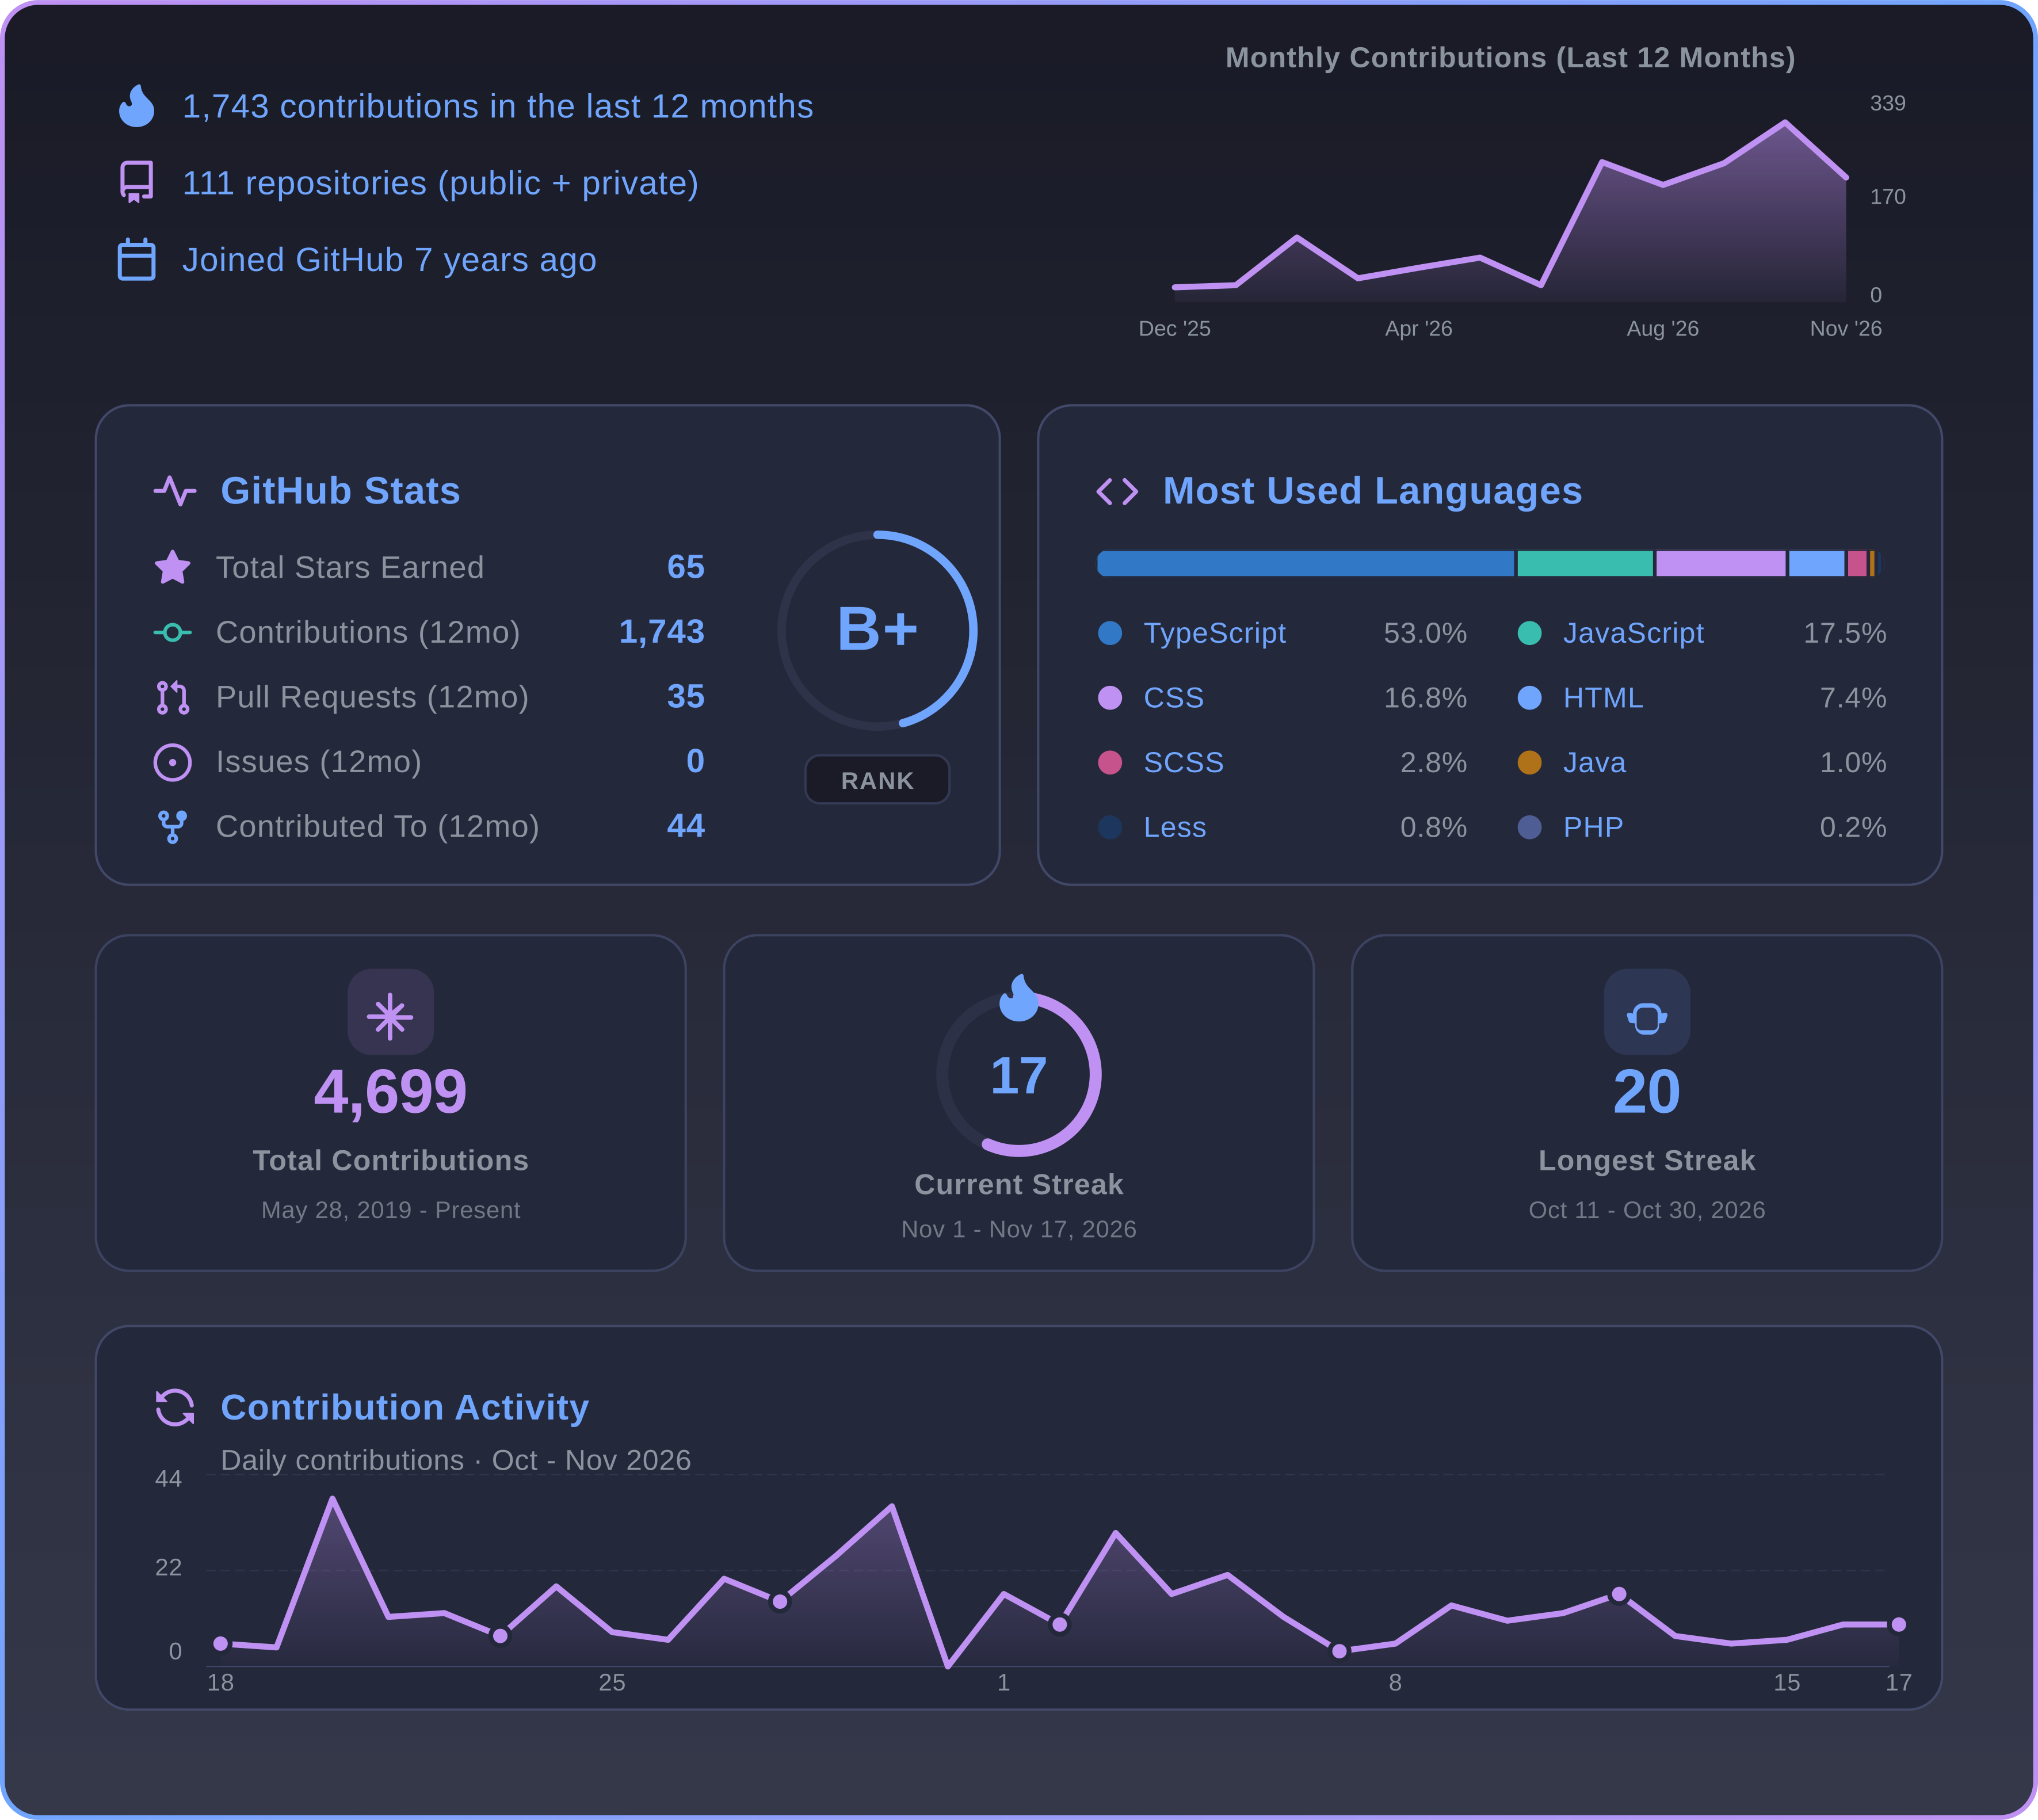 1,743 contributions in the last 12 months
111 repositories (public + private)
Joined GitHub 7 years ago
Monthly Contributions (Last 12 Months)
339
170
0
Dec '25 Apr '26 Aug '26 Nov '26
GitHub Stats
Total Stars Earned 65
Contributions (12mo) 1,743
Pull Requests (12mo) 35
Issues (12mo) 0
Contributed To (12mo) 44
B+
RANK
Most Used Languages
TypeScript 53.0% JavaScript 17.5%
CSS 16.8% HTML 7.4%
SCSS 2.8% Java 1.0%
Less 0.8% PHP 0.2%
4,699
Total Contributions
May 28, 2019 - Present
17
Current Streak
Nov 1 - Nov 17, 2026
20
Longest Streak
Oct 11 - Oct 30, 2026
Contribution Activity
Daily contributions · Oct - Nov 2026
44
22
0
18 25 1 8 15 17